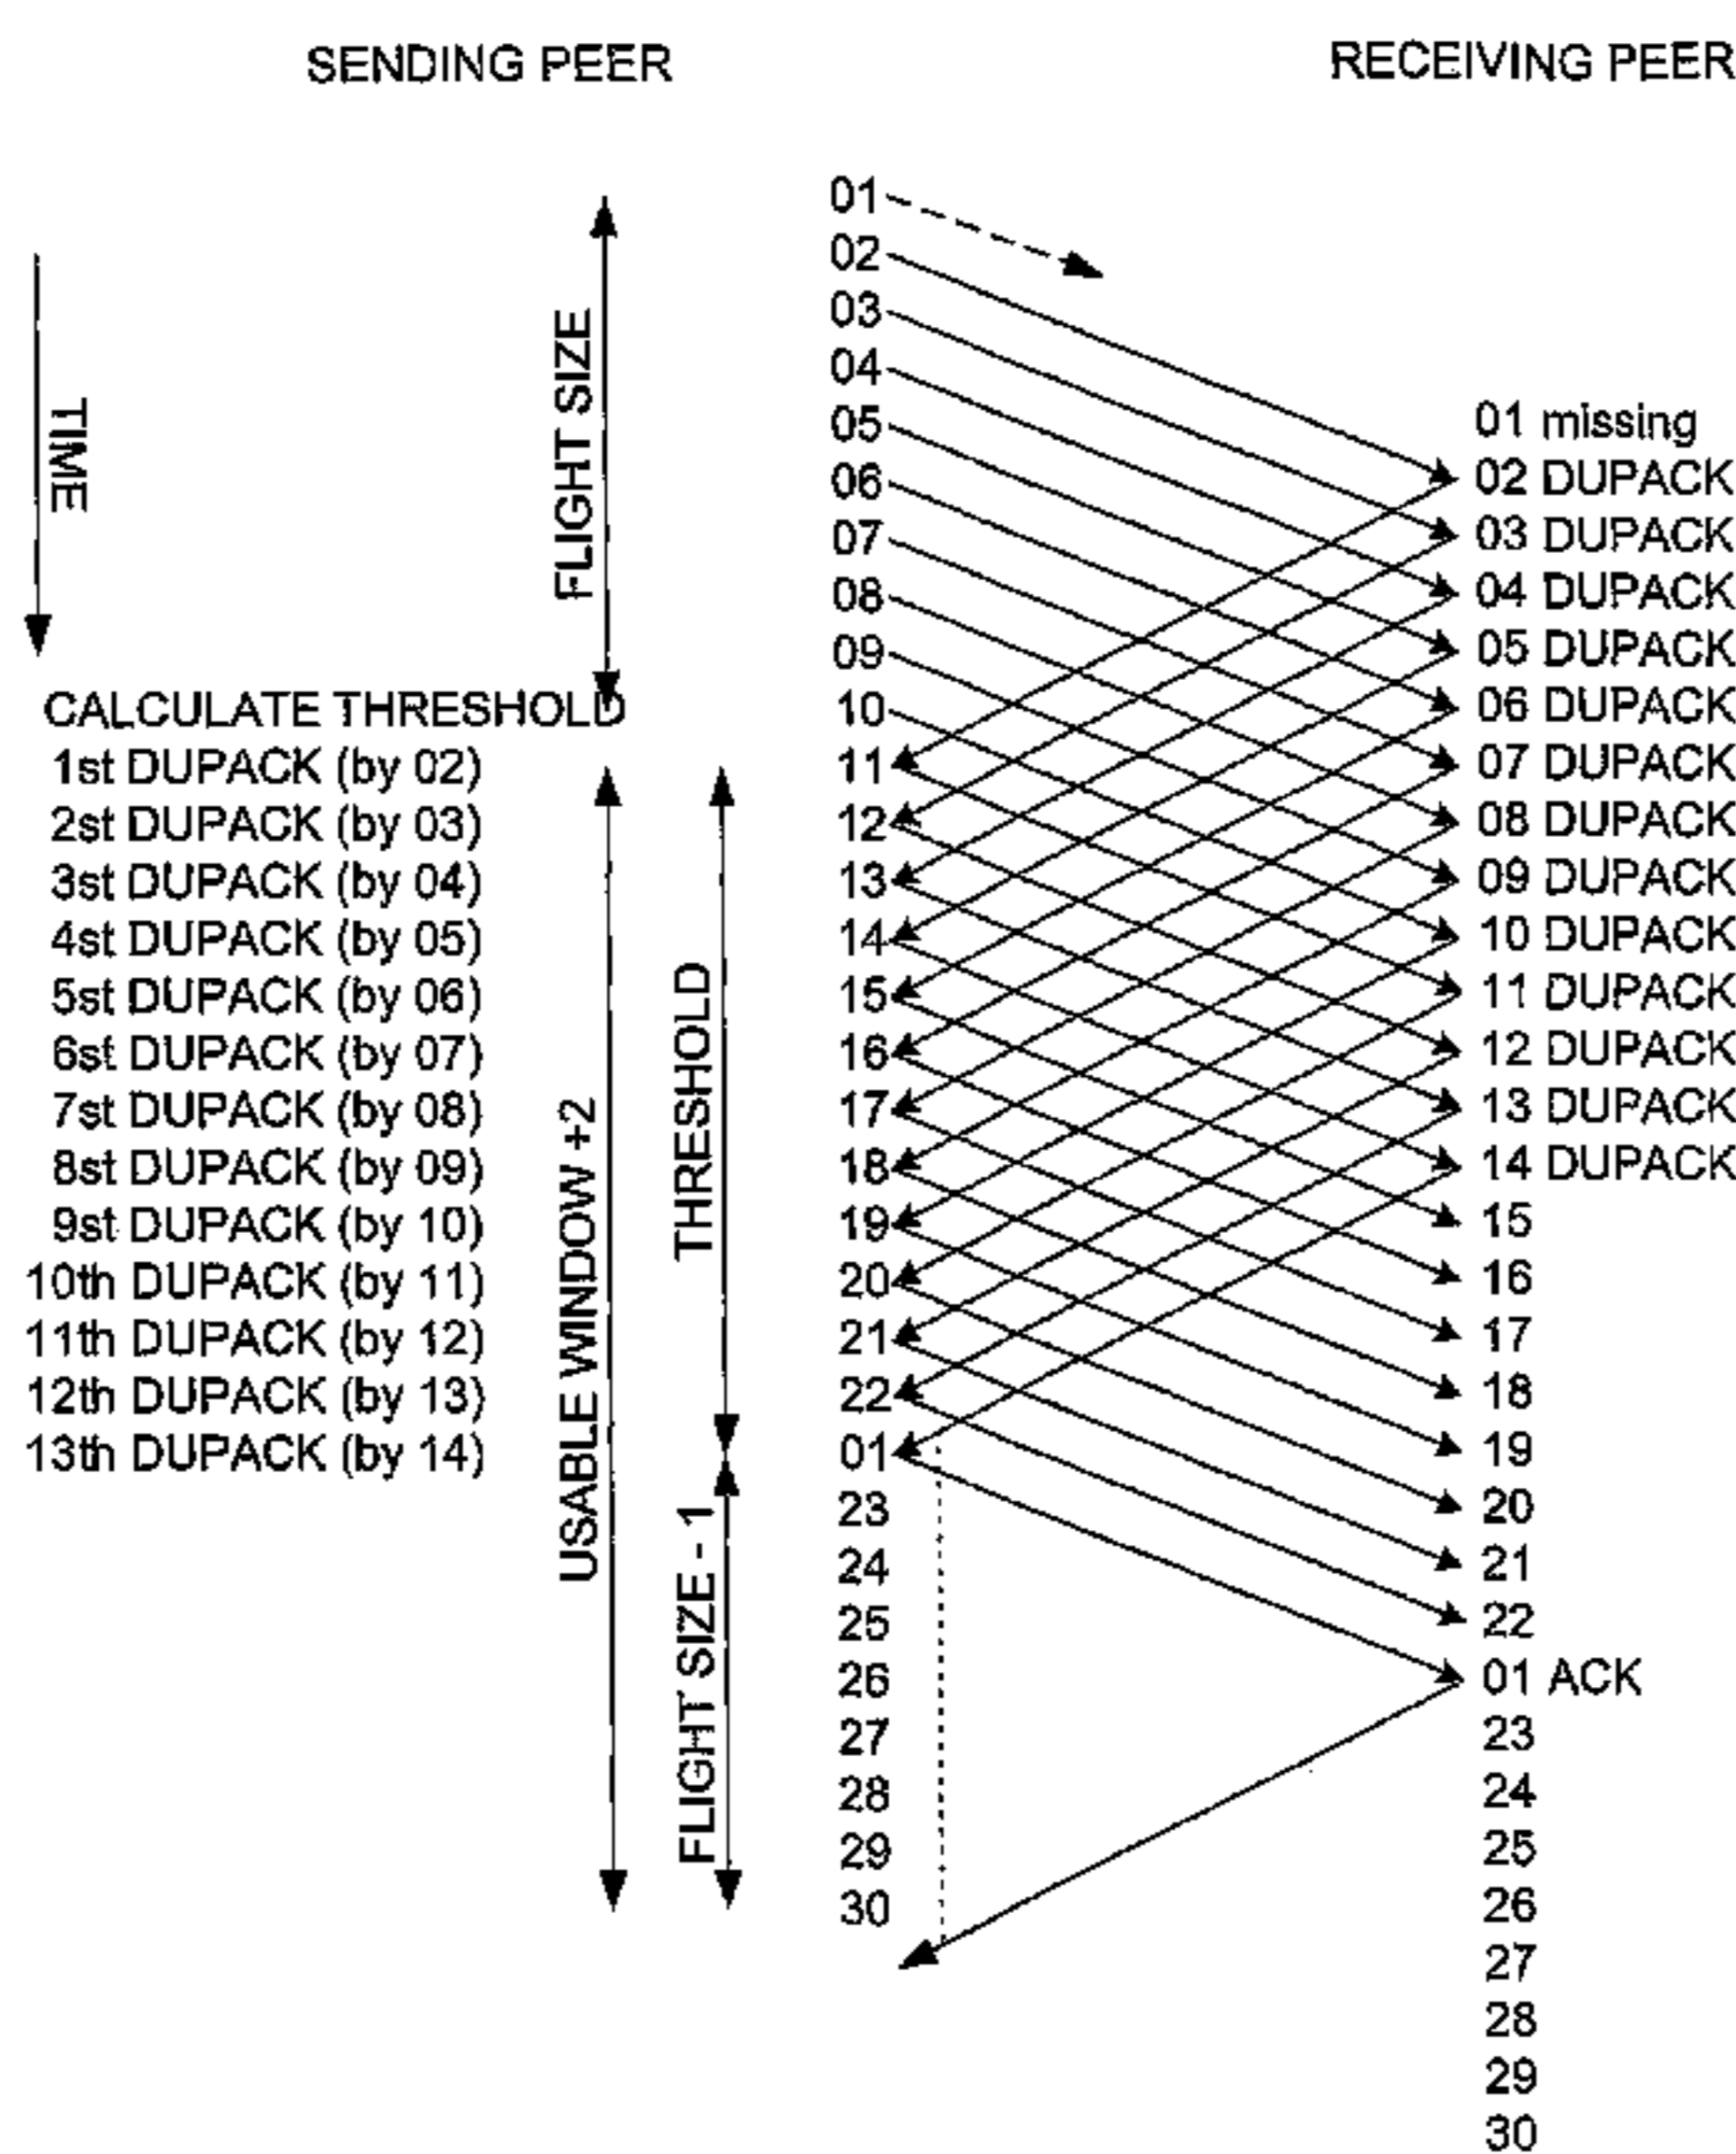 SENDING PEER
RECEIVING PEER
TIME
FLIGHT SIZE
CALCULATE THRESHOLD
1st DUPACK (by 02)
2st DUPACK (by 03)
3st DUPACK (by 04)
4st DUPACK (by 05)
5st DUPACK (by 06)
6st DUPACK (by 07)
7st DUPACK (by 08)
8st DUPACK (by 09)
9st DUPACK (by 10)
10th DUPACK (by 11)
11th DUPACK (by 12)
12th DUPACK (by 13)
13th DUPACK (by 14)
USABLE WINDOW +2
THRESHOLD
FLIGHT SIZE - 1
01
02
03
04
05
06
07
08
09
10
11
12
13
14
15
16
17
18
19
20
21
22
01
23
24
25
26
27
28
29
30
01 missing
02 DUPACK
03 DUPACK
04 DUPACK
05 DUPACK
06 DUPACK
07 DUPACK
08 DUPACK
09 DUPACK
10 DUPACK
11 DUPACK
12 DUPACK
13 DUPACK
14 DUPACK
15
16
17
18
19
20
21
22
01 ACK
23
24
25
26
27
28
29
30